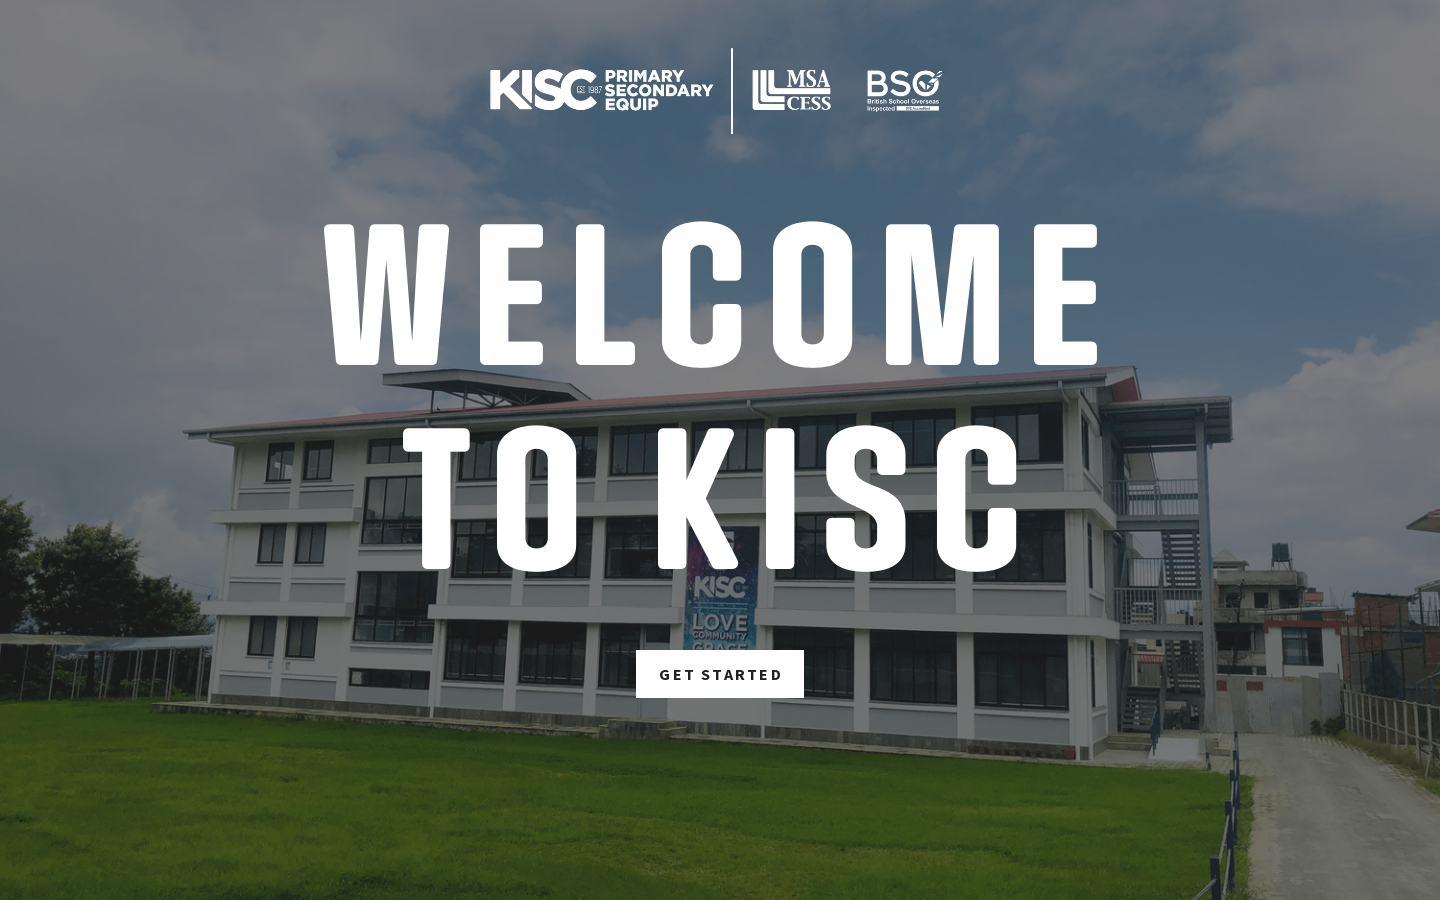 KISC
EST. 1987
PRIMARY
SECONDARY
EQUIP
MSA
CESS
BSO
British School Overseas
Inspected
WELCOME
TO KISC
KISC
LOVE
COMMUNITY
GRACE
GET STARTED